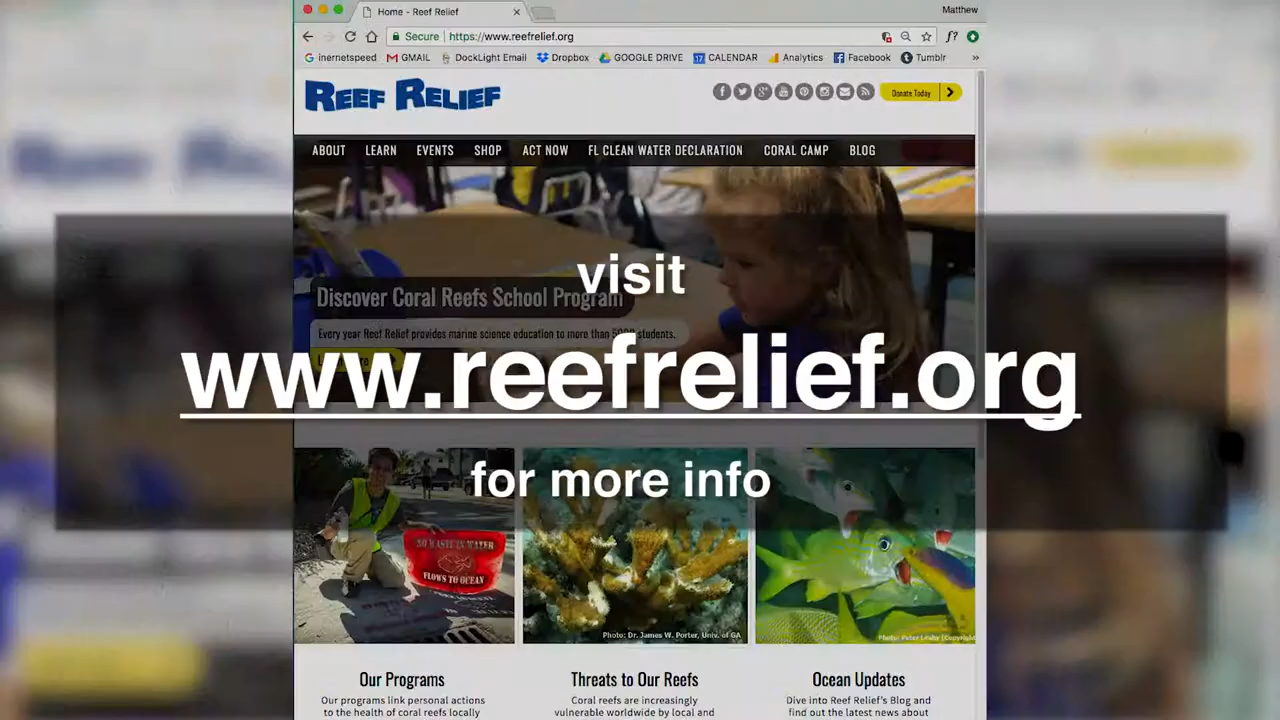 Home - Reef Relief
Matthew
Secure
https://www.reefrelief.org
f?
inernetspeed
GMAIL
DockLight Email
Dropbox
GOOGLE DRIVE
17
CALENDAR
Analytics
Facebook
Tumblr
»
REEF RELIEF
Donate Today
ABOUT
LEARN
EVENTS
SHOP
ACT NOW
FL CLEAN WATER DECLARATION
CORAL CAMP
BLOG
visit
Discover Coral Reefs School Program
Every year Reef Relief provides marine science education to more than students.
www.reefrelief.org
for more info
NO WASTE IN WATER
FLOWS TO OCEAN
Photo: Dr. James W. Porter, Univ. of GA
Photo: Peter Leahy (Copyright
Our Programs
Our programs link personal actions
to the health of coral reefs locally
Threats to Our Reefs
Coral reefs are increasingly
vulnerable worldwide by local and
Ocean Updates
Dive into Reef Relief's Blog and
find out the latest news about